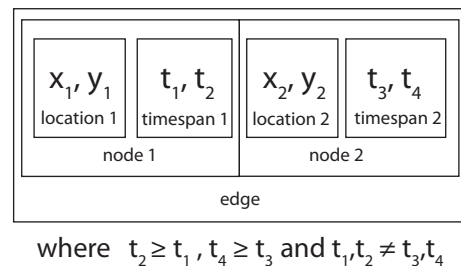 x₁, y₁ t₁, t₂ x₂, y₂ t₃, t₄
location 1 timespan 1 location 2 timespan 2
node 1 node 2
edge
where t₂ ≥ t₁ , t₄ ≥ t₃ and t₁,t₂ ≠ t₃,t₄